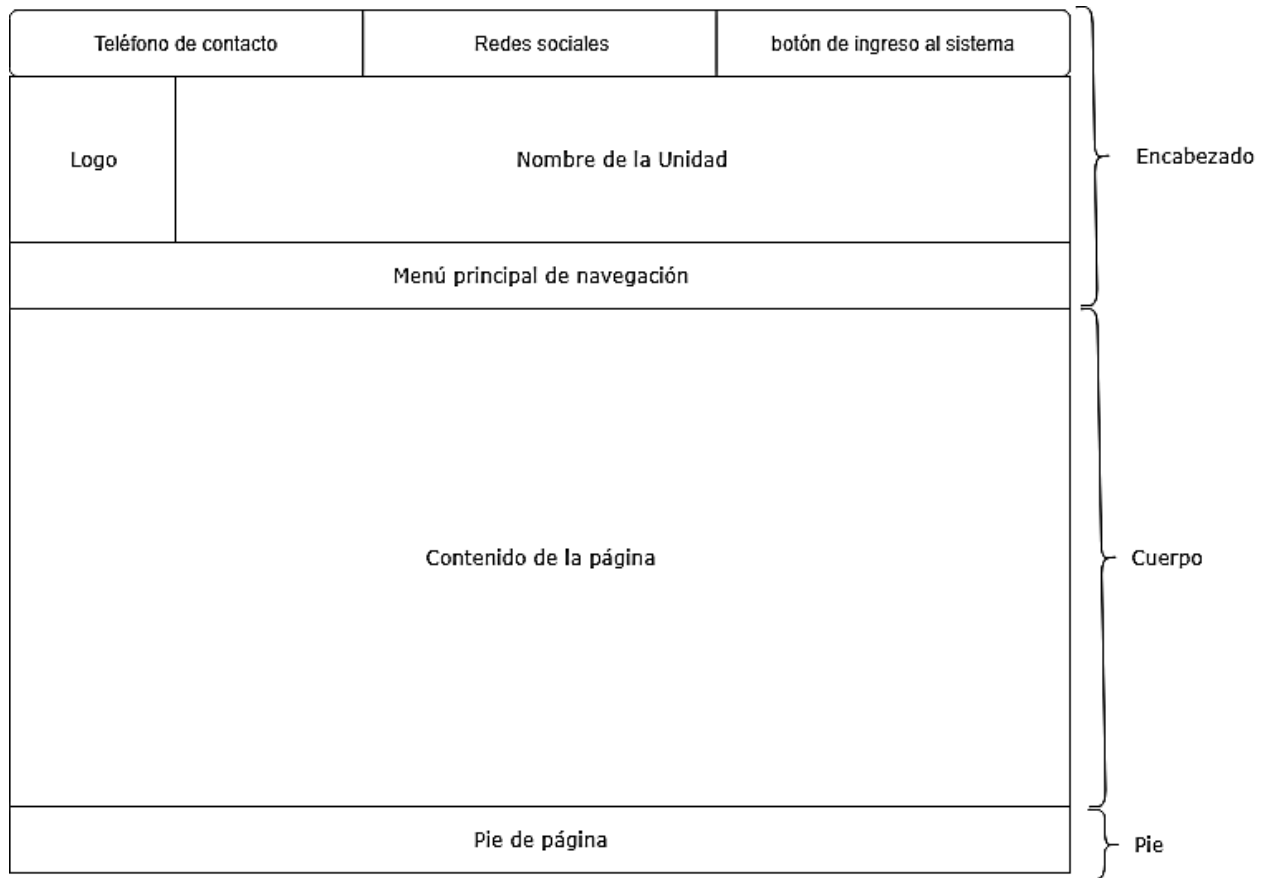 Teléfono de contacto
Redes sociales
botón de ingreso al sistema
Logo
Nombre de la Unidad
Encabezado
Menú principal de navegación
Contenido de la página
Cuerpo
Pie de página
Pie